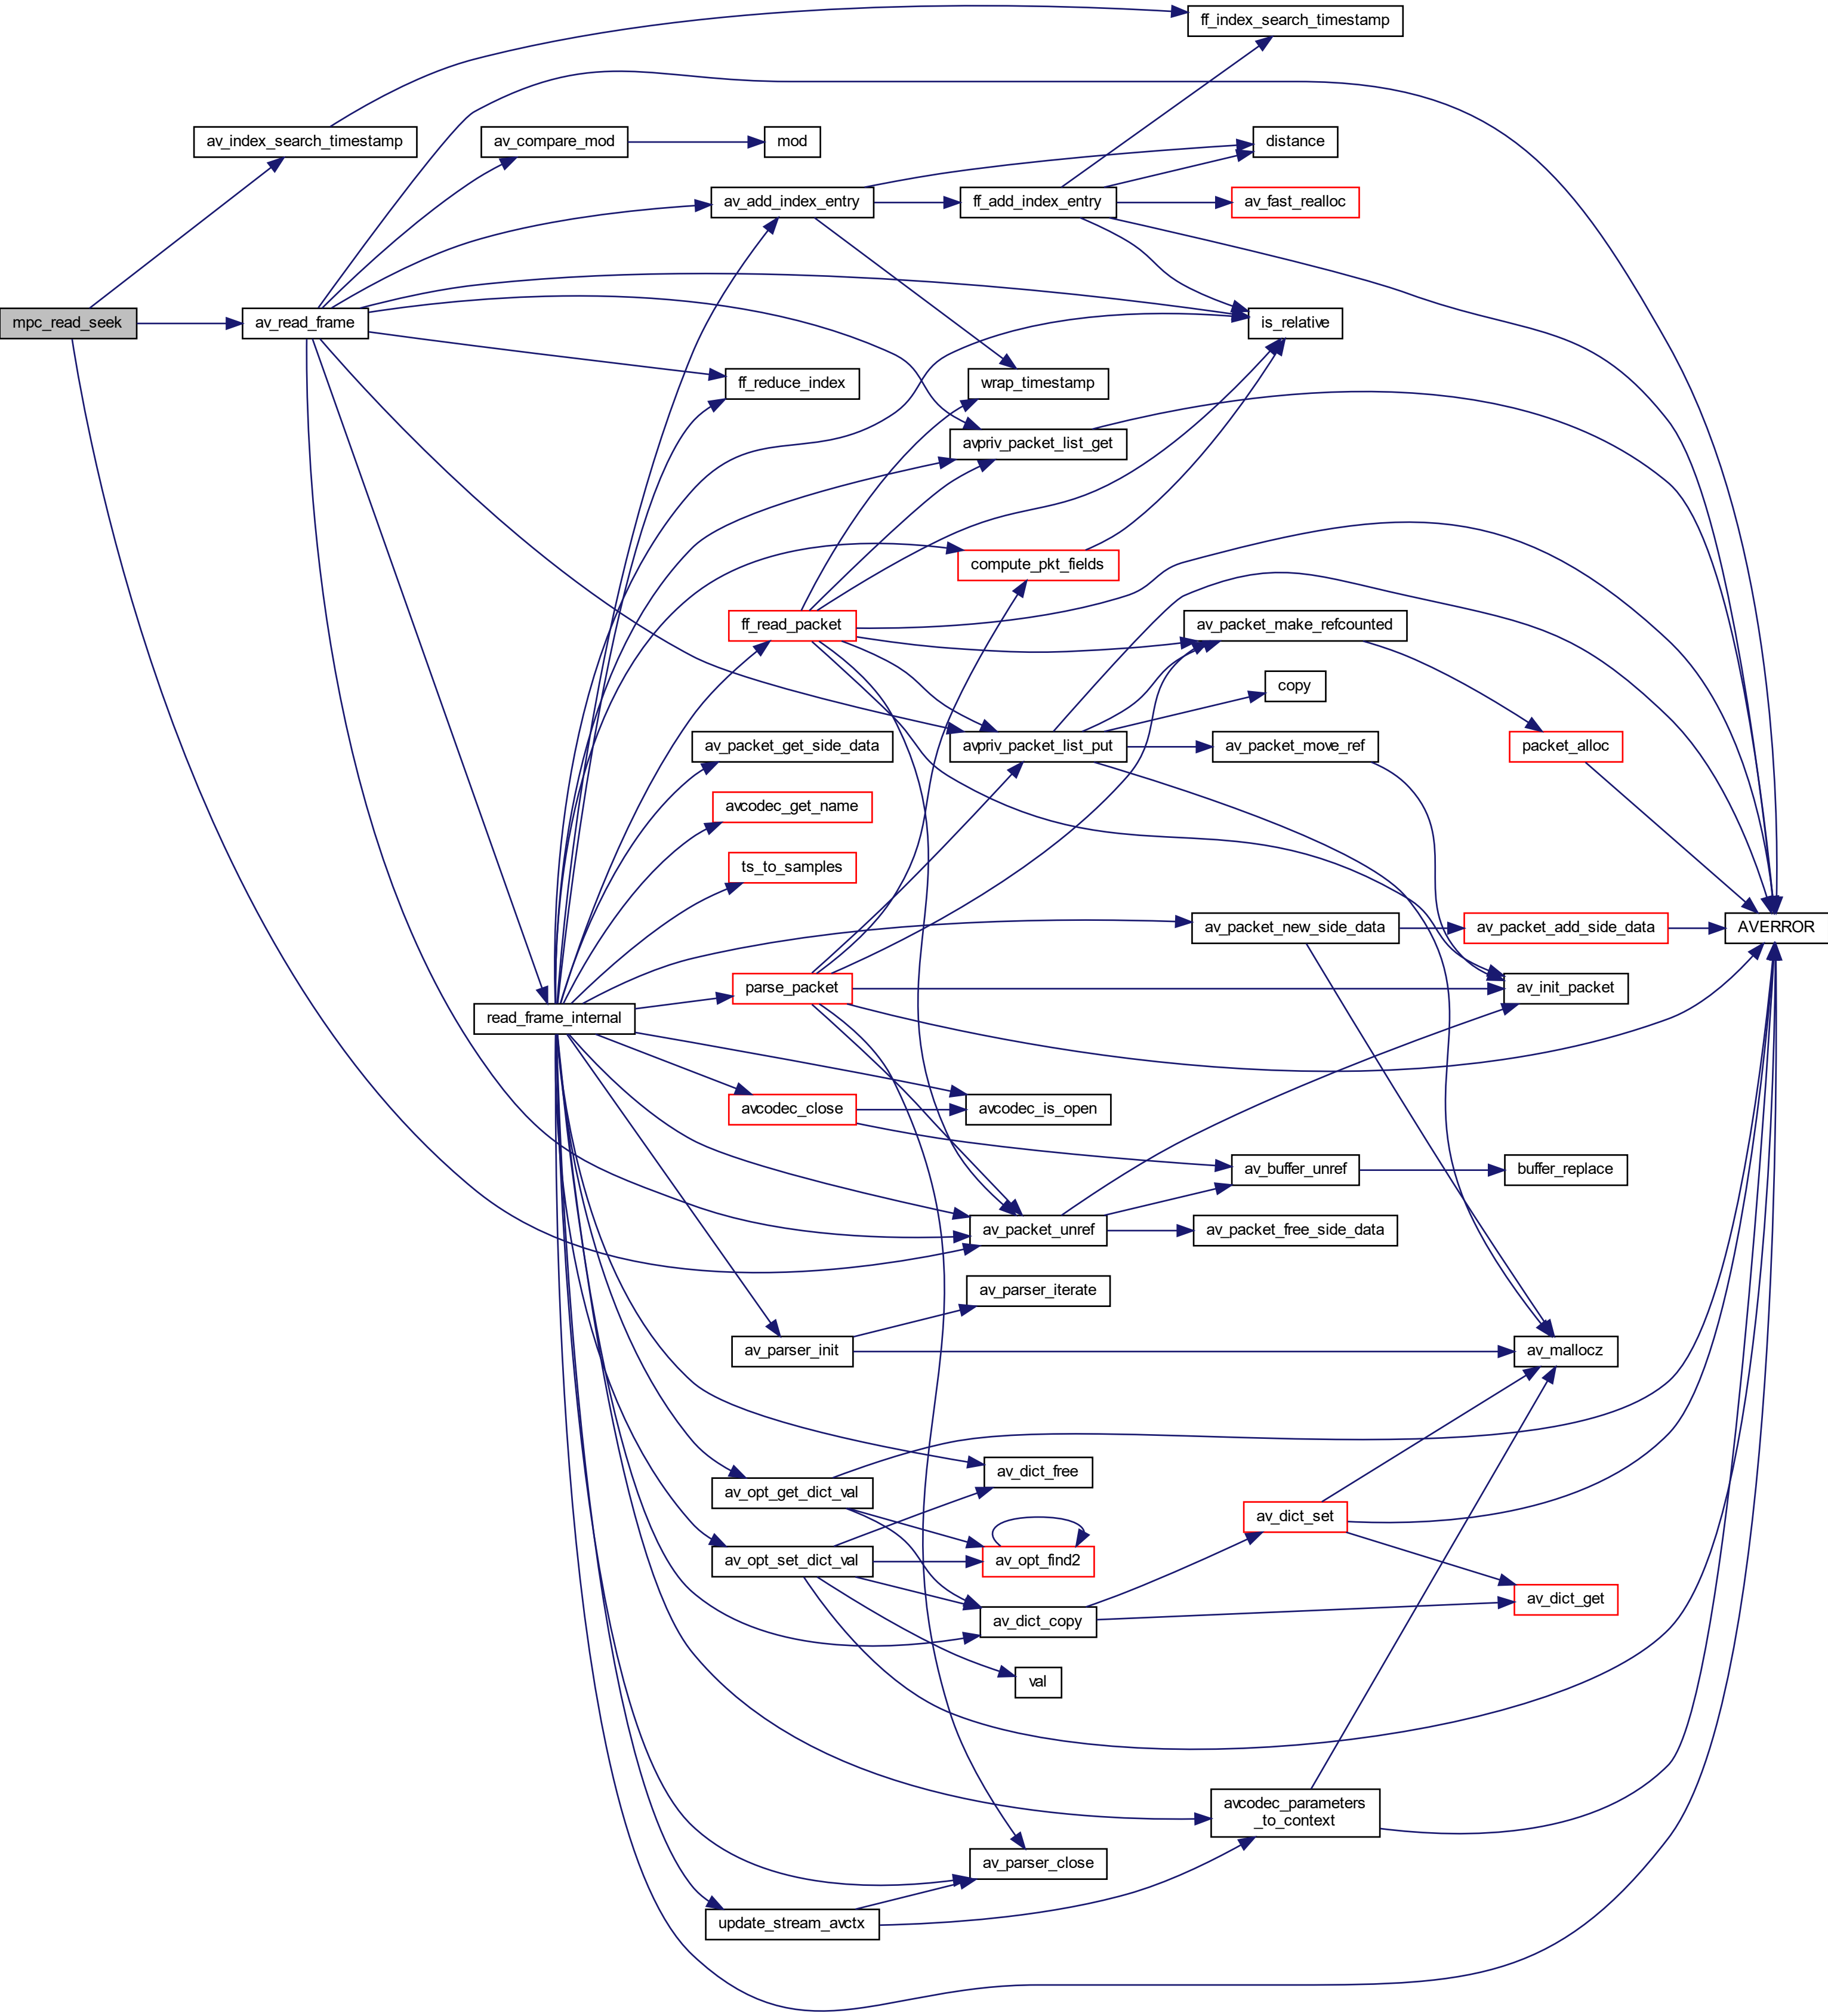 ff_index_search_timestamp
av_index_search_timestamp
av_compare_mod
mod
distance
av_add_index_entry
ff_add_index_entry
av_fast_realloc
mpc_read_seek
av_read_frame
is_relative
ff_reduce_index
wrap_timestamp
avpriv_packet_list_get
compute_pkt_fields
ff_read_packet
av_packet_make_refcounted
copy
av_packet_get_side_data
avpriv_packet_list_put
av_packet_move_ref
packet_alloc
avcodec_get_name
ts_to_samples
av_packet_new_side_data
av_packet_add_side_data
AVERROR
parse_packet
av_init_packet
read_frame_internal
avcodec_close
avcodec_is_open
av_buffer_unref
buffer_replace
av_packet_unref
av_packet_free_side_data
av_parser_iterate
av_parser_init
av_mallocz
av_dict_free
av_opt_get_dict_val
av_dict_set
av_opt_set_dict_val
av_opt_find2
av_dict_get
av_dict_copy
val
avcodec_parameters
_to_context
av_parser_close
update_stream_avctx